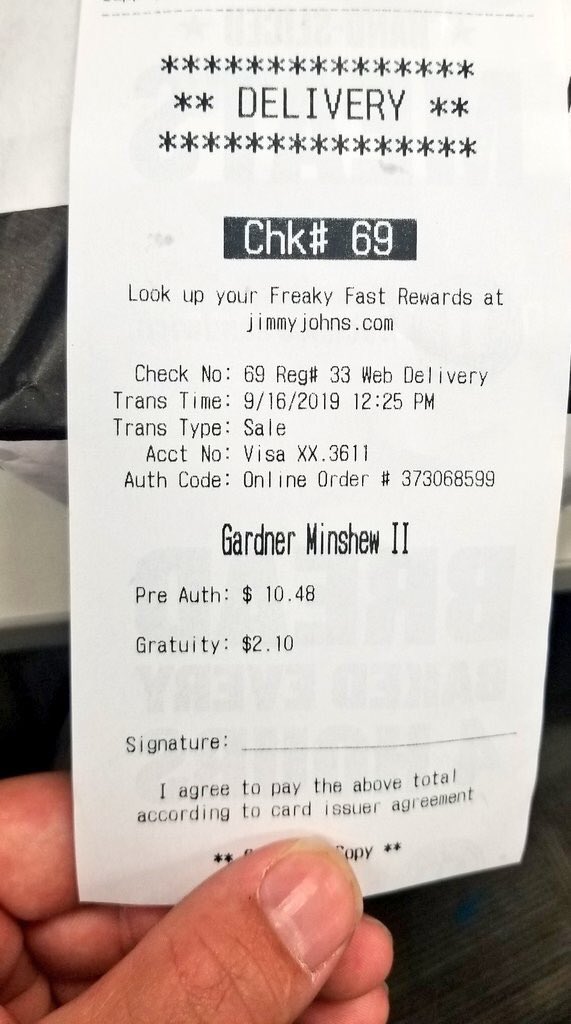 ***************
** DELIVERY **
***************
Chk# 69
Look up your Freaky Fast Rewards at
jimmyjohns.com
Check No: 69 Reg# 33 Web Delivery
Trans Time: 9/16/2019 12:25 PM
Trans Type: Sale
Acct No: Visa XX.3611
Auth Code: Online Order # 373068599
Gardner Minshew II
Pre Auth: $ 10.48
Gratuity: $2.10
Signature:
I agree to pay the above total
according to card issuer agreement
** Copy **